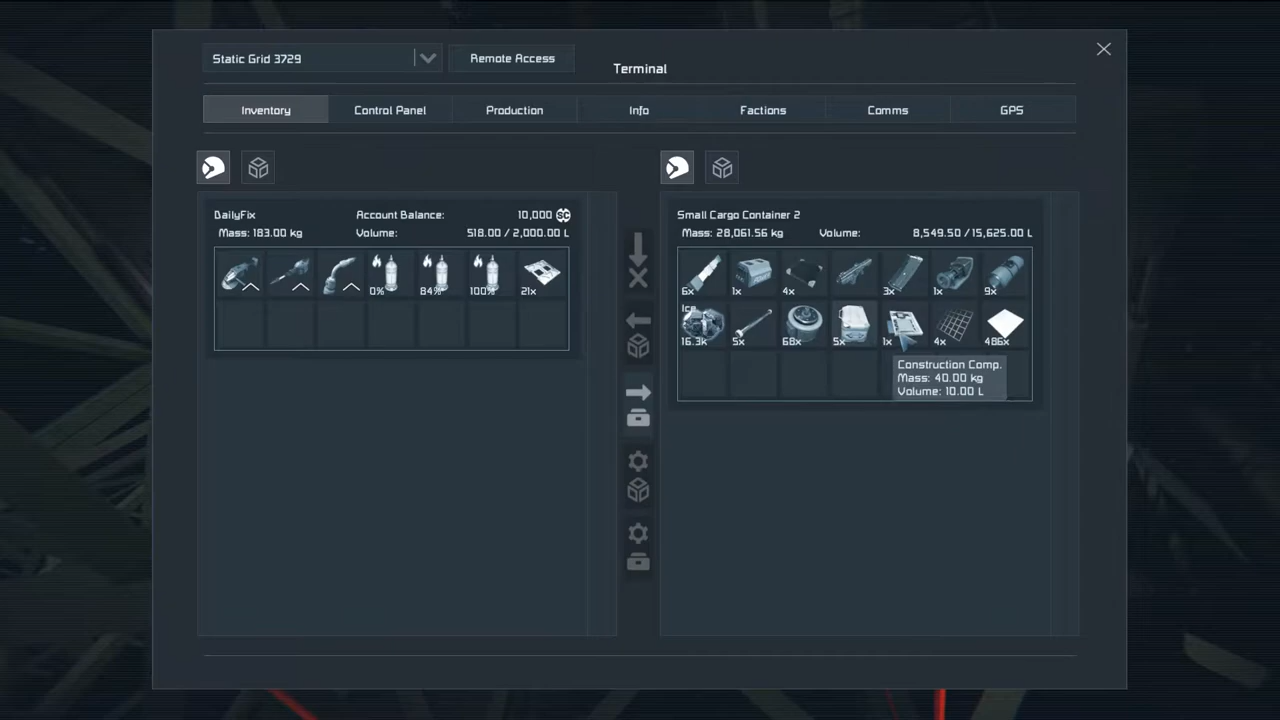 Static Grid 3729
Remote Access
Terminal
Inventory
Control Panel
Production
Info
Factions
Comms
GPS
DailyFix
Account Balance:
10,000 SC
Mass: 183.00 kg
Volume:
518.00 / 2,000.00 L
0%
84%
100%
21x
Small Cargo Container 2
Mass: 28,061.56 kg
Volume:
8,549.50 / 15,625.00 L
6x
1x
4x
3x
1x
9x
Ice
16.3k
5x
68x
5x
1x
4x
486x
Construction Comp.
Mass: 40.00 kg
Volume: 10.00 L